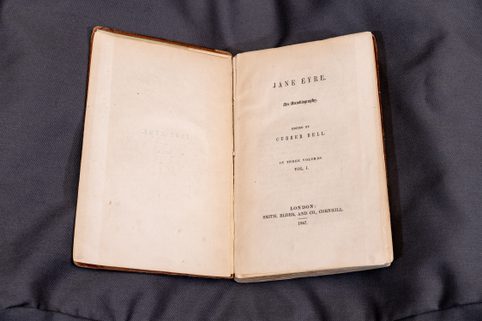 JANE EYRE.
An Autobiography.
EDITED BY
CURRER BELL.
IN THREE VOLUMES.
VOL. I.
LONDON:
SMITH, ELDER, AND CO., CORNHILL.
1847.